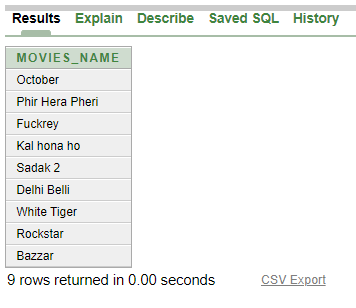 Results Explain Describe Saved SQL History
MOVIES_NAME
October
Phir Hera Pheri
Fuckrey
Kal hona ho
Sadak 2
Delhi Belli
White Tiger
Rockstar
Bazzar
9 rows returned in 0.00 seconds CSV Export